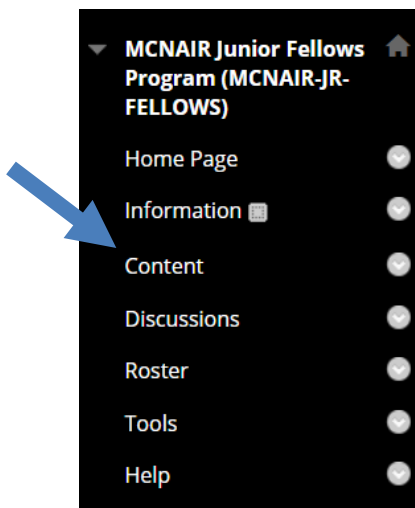 MCNAIR Junior Fellows
Program (MCNAIR-JR-
FELLOWS)
Home Page
Information
Content
Discussions
Roster
Tools
Help